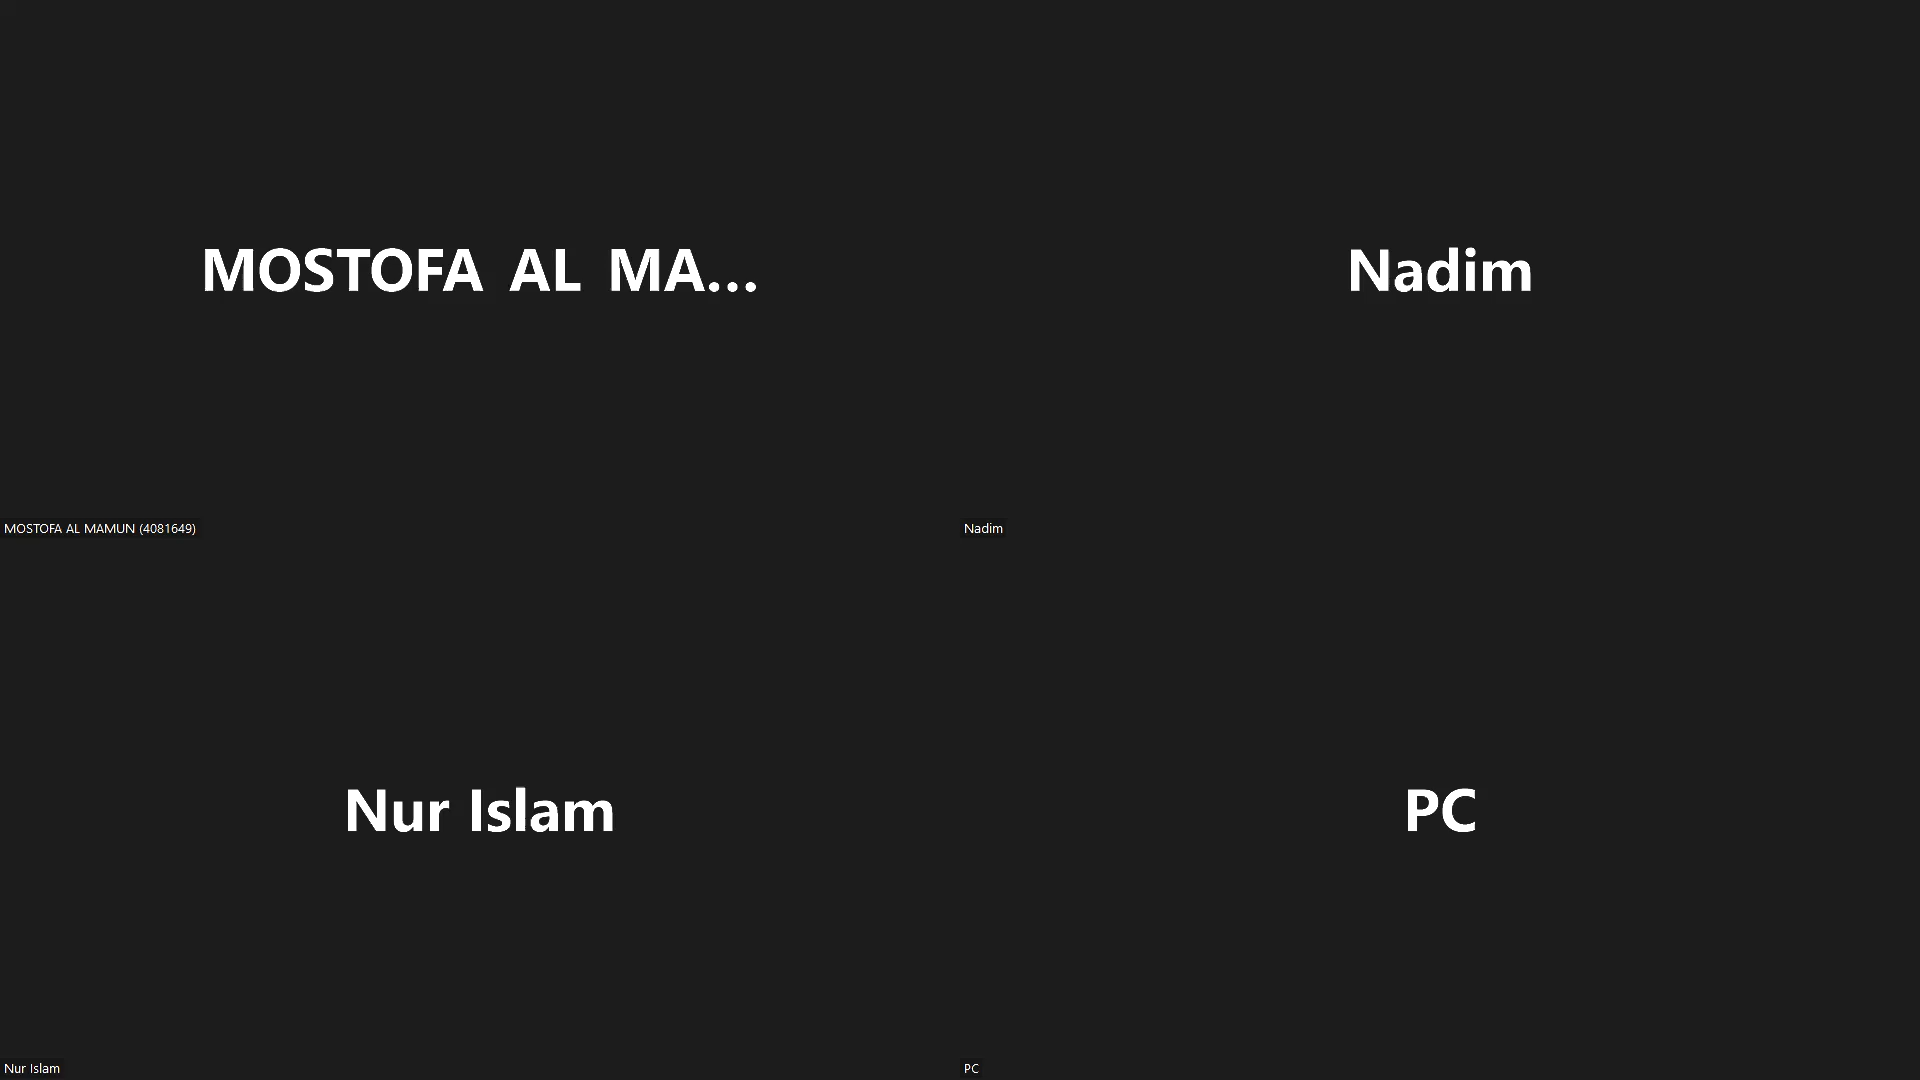 MOSTOFA AL MA...
Nadim
MOSTOFA AL MAMUN (4081649)
Nadim
Nur Islam
PC
Nur Islam
PC